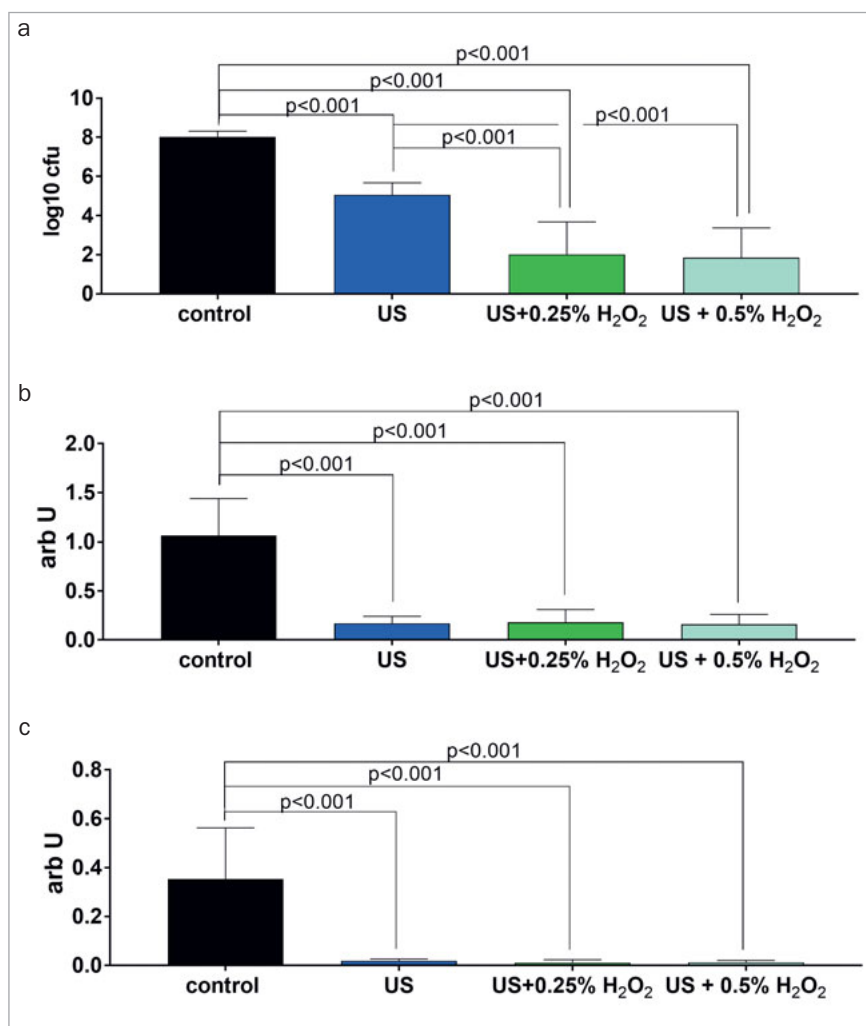 a
p<0.001
p<0.001
p<0.001 p<0.001
p<0.001
10
8
6
4
2
0
log10 cfu
control US US+0.25% H₂O₂ US + 0.5% H₂O₂
b
p<0.001
p<0.001
p<0.001
2.0
1.5
1.0
0.5
0.0
arb U
control US US+0.25% H₂O₂ US + 0.5% H₂O₂
c
p<0.001
p<0.001
p<0.001
0.8
0.6
0.4
0.2
0.0
arb U
control US US+0.25% H₂O₂ US + 0.5% H₂O₂